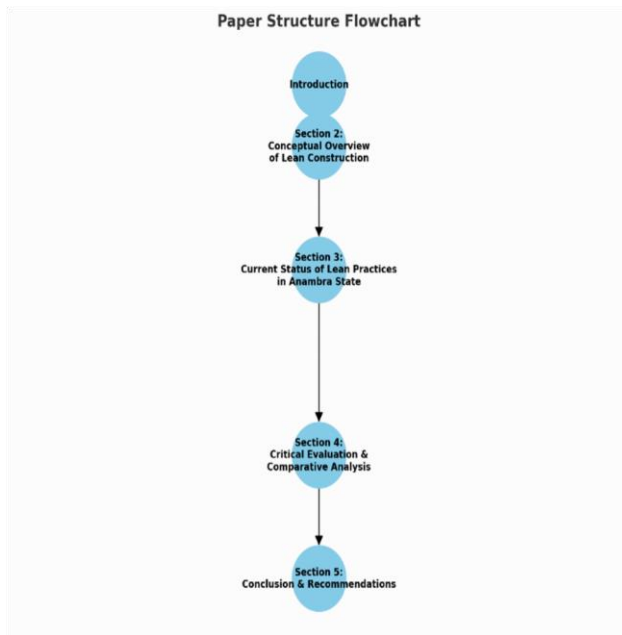 Paper Structure Flowchart
Introduction
Section 2:
Conceptual Overview
of Lean Construction
Section 3:
Current Status of Lean Practices
in Anambra State
Section 4:
Critical Evaluation &
Comparative Analysis
Section 5:
Conclusion & Recommendations